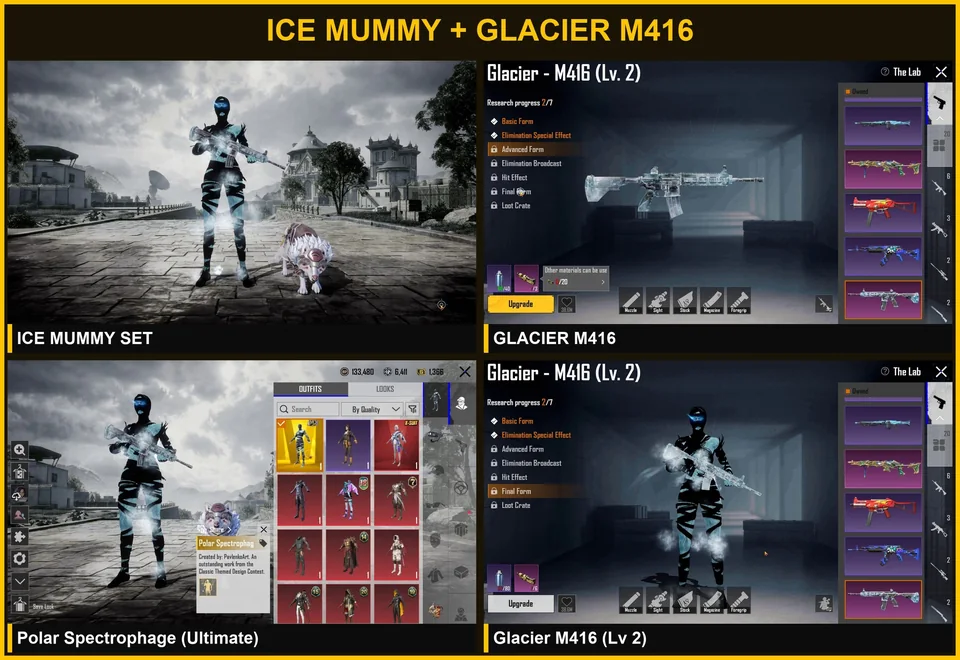 ICE MUMMY + GLACIER M416
ICE MUMMY SET
Glacier - M416 (Lv. 2)
The Lab
Research progress 2/7
Basic Form
Elimination Special Effect
Advanced Form
Elimination Broadcast
Hit Effect
Final Form
Loot Crate
Owned
Other materials can be use
/20
Upgrade
Muzzle
Sight
Stock
Magazine
Foregrip
GLACIER M416
133,480
6,411
1,366
OUTFITS
LOOKS
Search
By Quality
Polar Spectrophag
Created by: PavlenkoArt. An
outstanding work from the
Classic Themed Design Contest.
Polar Spectrophage (Ultimate)
Glacier - M416 (Lv. 2)
The Lab
Research progress 2/7
Basic Form
Elimination Special Effect
Advanced Form
Elimination Broadcast
Hit Effect
Final Form
Loot Crate
Owned
Upgrade
Muzzle
Sight
Stock
Magazine
Foregrip
Glacier M416 (Lv 2)